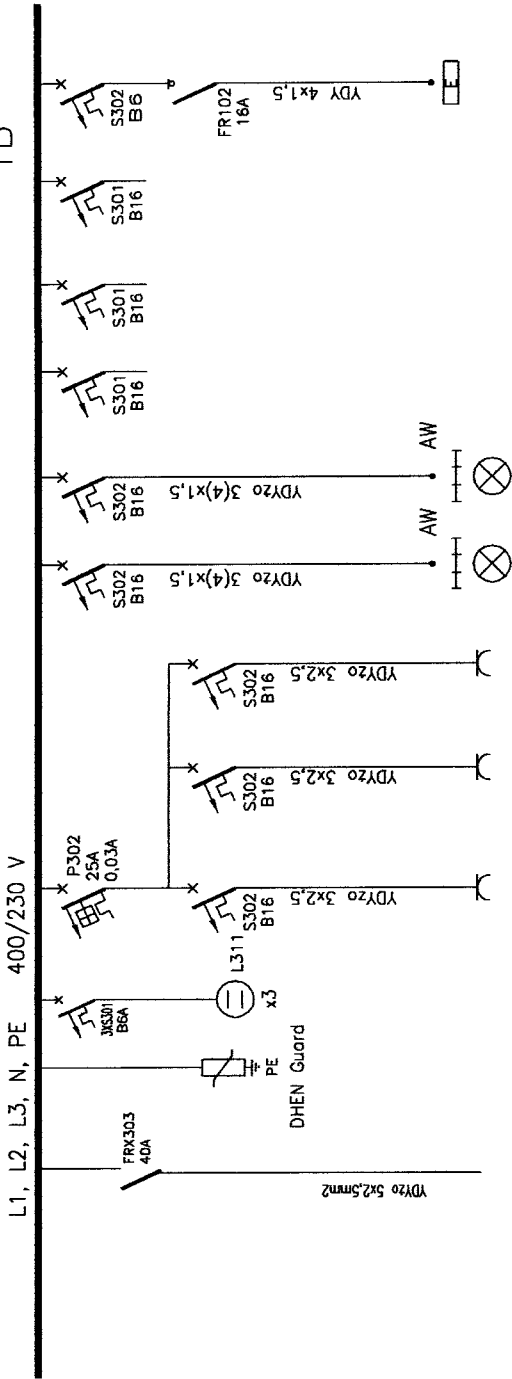 TB
L1, L2, L3, N, PE 400/230 V
FRX303
40A
YDYżo 5x2,5mm2
PE
DHEN Guard
3XS301
B6A
L311
x3
P302
25A
0,03A
S302
B16
YDYżo 3x2,5
S302
B16
YDYżo 3x2,5
S302
B16
YDYżo 3x2,5
S302
B16
YDYżo 3(4)x1,5
AW
S302
B16
YDYżo 3(4)x1,5
AW
S301
B16
S301
B16
S301
B16
S302
B6
FR102
16A
YDY 4x1,5
E